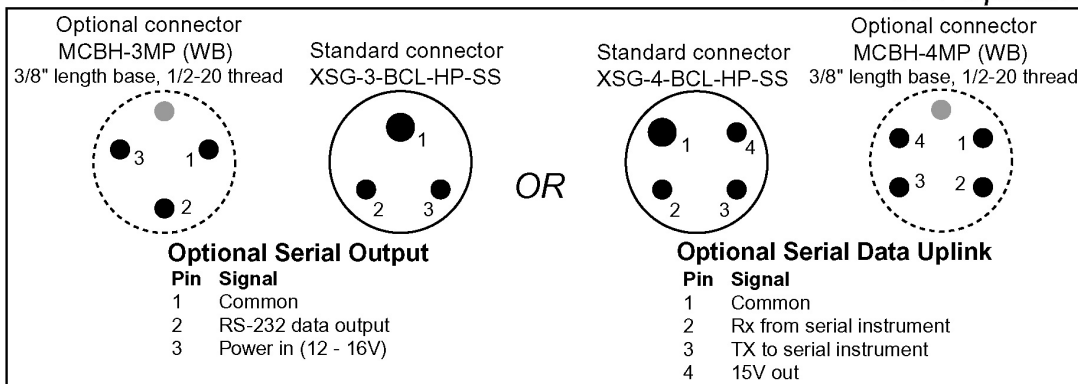 Optional connector
MCBH-3MP (WB)
3/8" length base, 1/2-20 thread
Standard connector
XSG-3-BCL-HP-SS
3
1
2
1
2
3
Optional Serial Output
Pin Signal
1 Common
2 RS-232 data output
3 Power in (12 - 16V)
OR
Standard connector
XSG-4-BCL-HP-SS
Optional connector
MCBH-4MP (WB)
3/8" length base, 1/2-20 thread
1
4
2
3
4
1
3
2
Optional Serial Data Uplink
Pin Signal
1 Common
2 Rx from serial instrument
3 TX to serial instrument
4 15V out